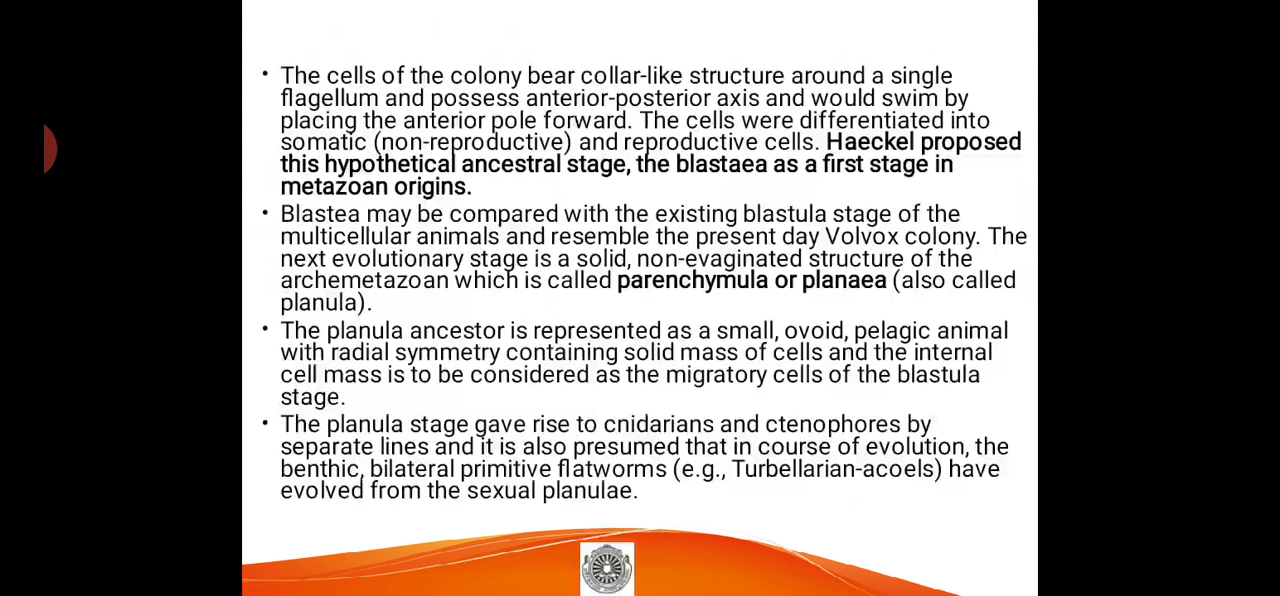 • The cells of the colony bear collar-like structure around a single
flagellum and possess anterior-posterior axis and would swim by
placing the anterior pole forward. The cells were differentiated into
somatic (non-reproductive) and reproductive cells. Haeckel proposed
this hypothetical ancestral stage, the blastaea as a first stage in
metazoan origins.
• Blastea may be compared with the existing blastula stage of the
multicellular animals and resemble the present day Volvox colony. The
next evolutionary stage is a solid, non-evaginated structure of the
archemetazoan which is called parenchymula or planaea (also called
planula).
• The planula ancestor is represented as a small, ovoid, pelagic animal
with radial symmetry containing solid mass of cells and the internal
cell mass is to be considered as the migratory cells of the blastula
stage.
• The planula stage gave rise to cnidarians and ctenophores by
separate lines and it is also presumed that in course of evolution, the
benthic, bilateral primitive flatworms (e.g., Turbellarian-acoels) have
evolved from the sexual planulae.